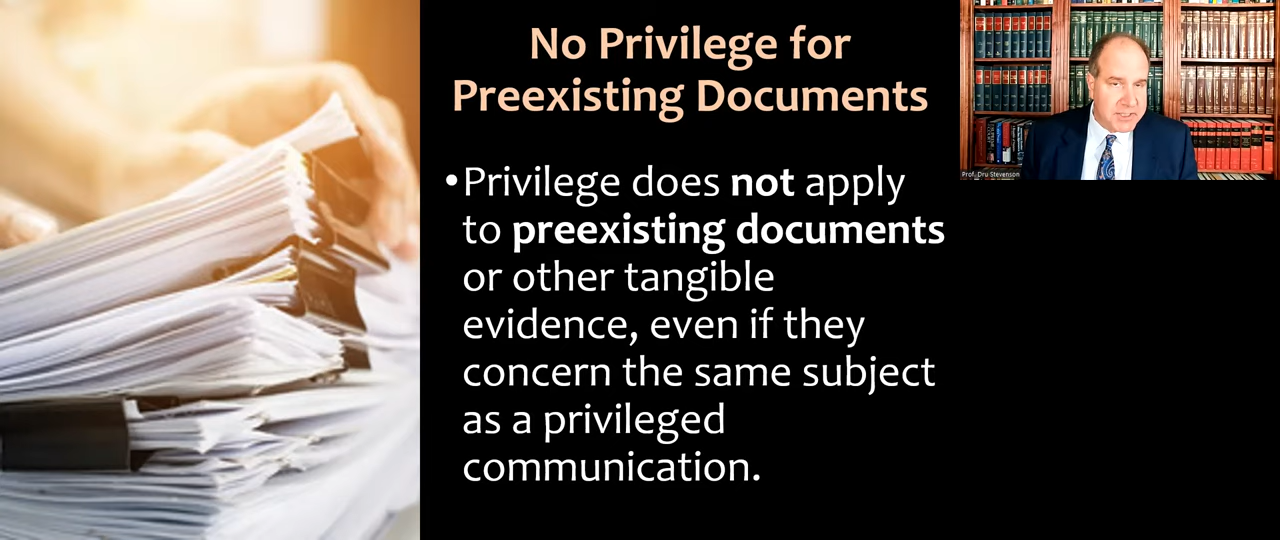 No Privilege for
Preexisting Documents
•Privilege does not apply
to preexisting documents
or other tangible
evidence, even if they
concern the same subject
as a privileged
communication.
Prof. Dru Stevenson